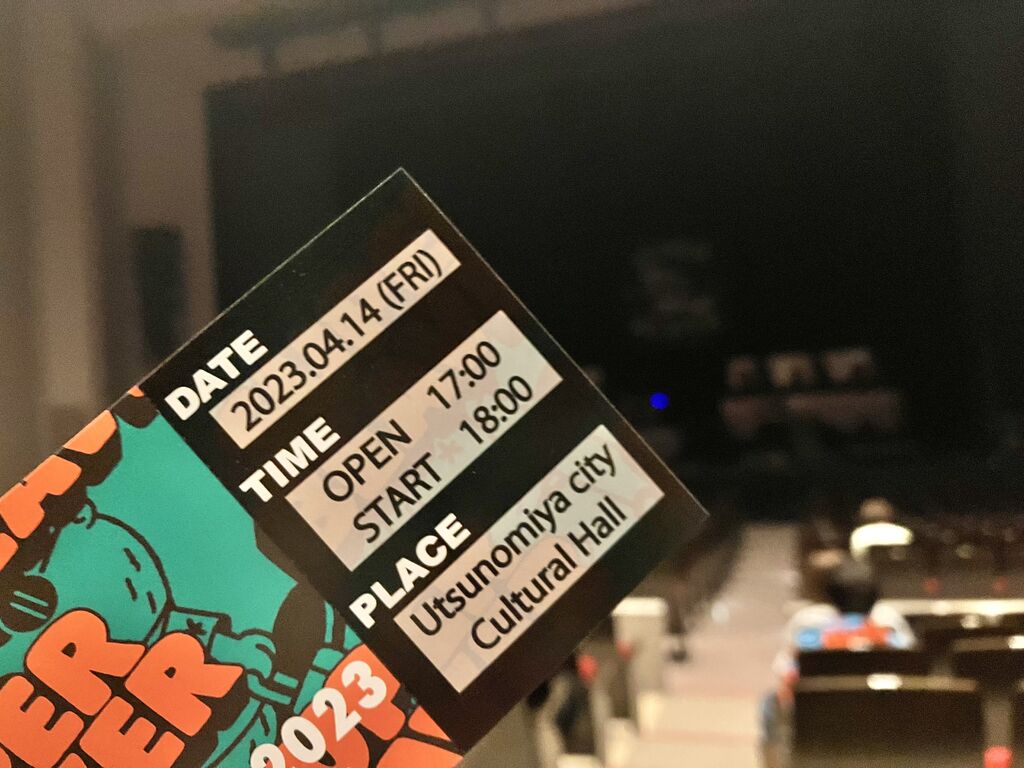 DATE
2023.04.14 (FRI)
TIME
OPEN 17:00
START 18:00
PLACE
Utsunomiya city
Cultural Hall
2023